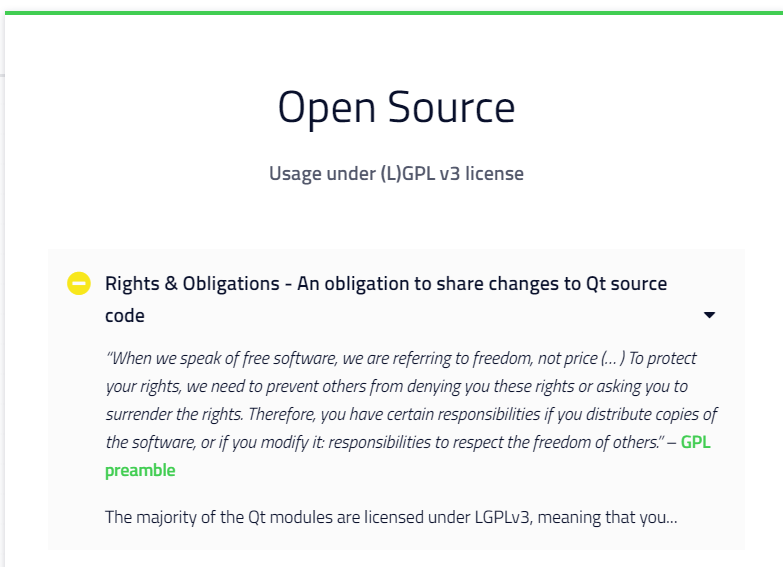 Open Source
Usage under (L)GPL v3 license
Rights & Obligations - An obligation to share changes to Qt source
code
“When we speak of free software, we are referring to freedom, not price (… ) To protect
your rights, we need to prevent others from denying you these rights or asking you to
surrender the rights. Therefore, you have certain responsibilities if you distribute copies of
the software, or if you modify it: responsibilities to respect the freedom of others.” – GPL
preamble
The majority of the Qt modules are licensed under LGPLv3, meaning that you...